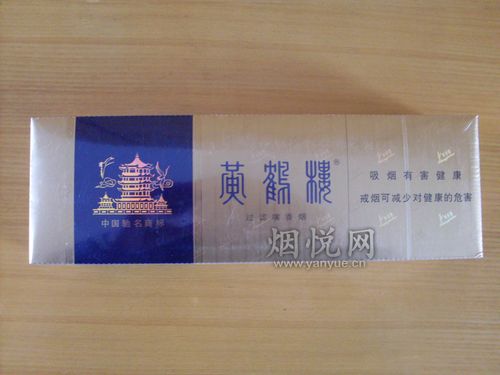 黄鹤楼®
过滤嘴香烟
中国驰名商标
吸烟有害健康
戒烟可减少对健康的危害
烟悦网
www.yanyue.cn